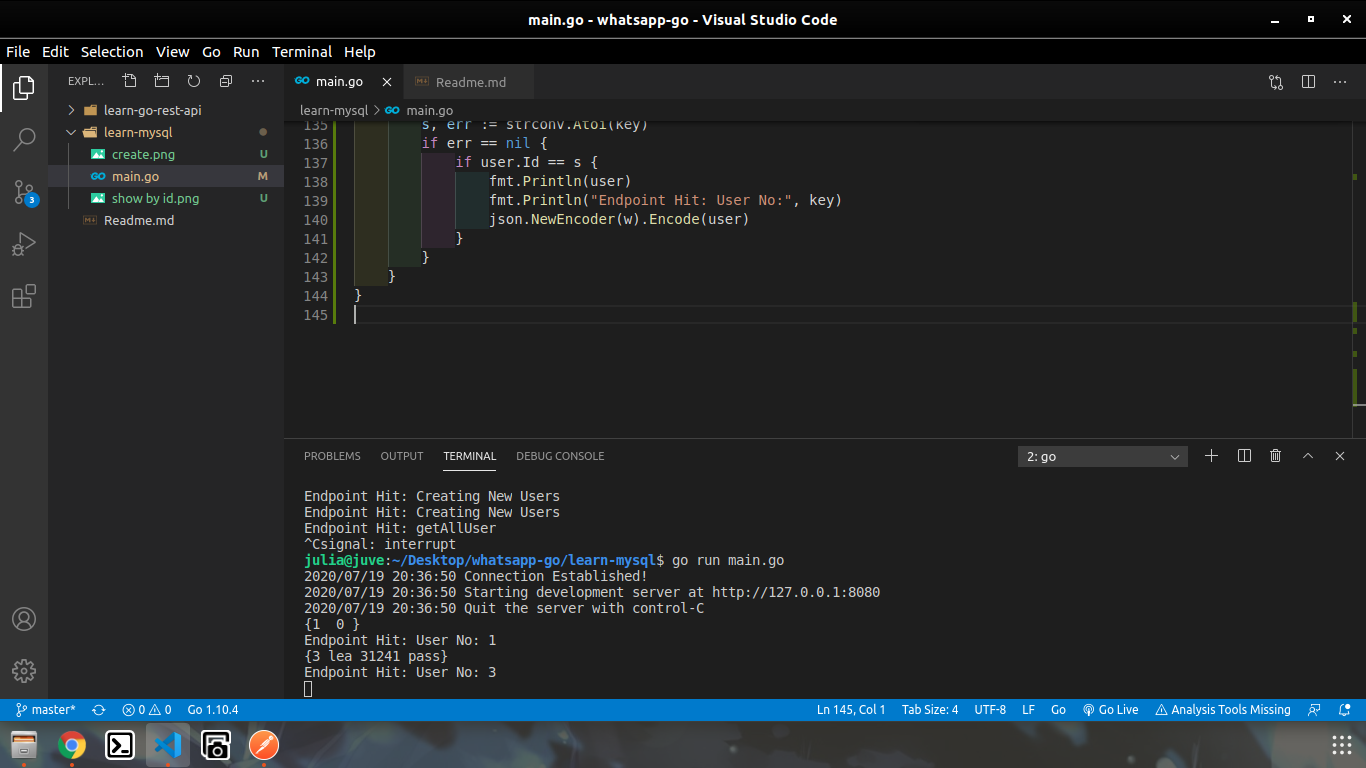 main.go - whatsapp-go - Visual Studio Code
File Edit Selection View Go Run Terminal Help
EXPL...
learn-go-rest-api
learn-mysql
create.png U
main.go M
show by id.png U
Readme.md
3
main.go Readme.md
learn-mysql > main.go
135 s, err := strconv.Atoi(key)
136 if err == nil {
137 if user.Id == s {
138 fmt.Println(user)
139 fmt.Println("Endpoint Hit: User No:", key)
140 json.NewEncoder(w).Encode(user)
141 }
142 }
143 }
144 }
145
PROBLEMS OUTPUT TERMINAL DEBUG CONSOLE 2: go
Endpoint Hit: Creating New Users
Endpoint Hit: Creating New Users
Endpoint Hit: getAllUser
^Csignal: interrupt
julia@juve:~/Desktop/whatsapp-go/learn-mysql$ go run main.go
2020/07/19 20:36:50 Connection Established!
2020/07/19 20:36:50 Starting development server at http://127.0.0.1:8080
2020/07/19 20:36:50 Quit the server with control-C
{1  0 }
Endpoint Hit: User No: 1
{3 lea 31241 pass}
Endpoint Hit: User No: 3
master* 0 0 Go 1.10.4 Ln 145, Col 1 Tab Size: 4 UTF-8 LF Go Go Live Analysis Tools Missing